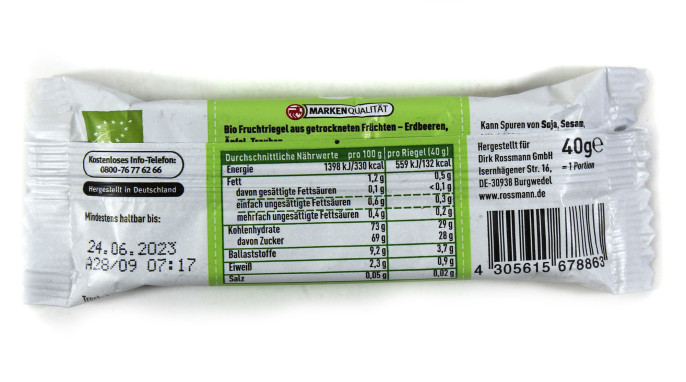 MARKENQUALITÄT
Bio Fruchtriegel aus getrockneten Früchten – Erdbeeren,
Äpfel, Trauben
Kostenloses Info-Telefon:
0800-76 77 62 66
Hergestellt in Deutschland
Mindestens haltbar bis:
24.06.2023
A28/09 07:17
Durchschnittliche Nährwerte pro 100 g pro Riegel (40 g)
Energie 1398 kJ/330 kcal 559 kJ/132 kcal
Fett 1,2 g 0,5 g
davon gesättigte Fettsäuren 0,1 g <0,1 g
einfach ungesättigte Fettsäuren 0,6 g 0,3 g
mehrfach ungesättigte Fettsäuren 0,4 g 0,2 g
Kohlenhydrate 73 g 29 g
davon Zucker 69 g 28 g
Ballaststoffe 9,2 g 3,7 g
Eiweiß 2,3 g 0,9 g
Salz 0,05 g 0,02 g
Kann Spuren von Soja, Sesam,
Hergestellt für
Dirk Rossmann GmbH
Isernhägener Str. 16,
DE-30938 Burgwedel
www.rossmann.de
40g℮
= 1 Portion
4 305615 678863